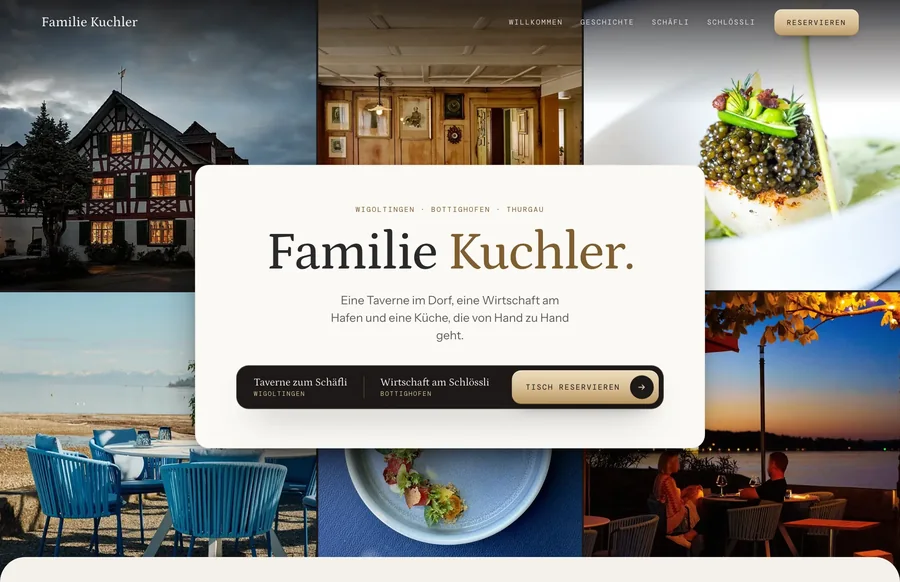 Familie Kuchler
WILLKOMMEN
GESCHICHTE
SCHÄFLI
SCHLÖSSLI
RESERVIEREN
WIGOLTINGEN · BOTTIGHOFEN · THURGAU
Familie Kuchler.
Eine Taverne im Dorf, eine Wirtschaft am
Hafen und eine Küche, die von Hand zu Hand
geht.
Taverne zum Schäfli
WIGOLTINGEN
Wirtschaft am Schlössli
BOTTIGHOFEN
TISCH RESERVIEREN